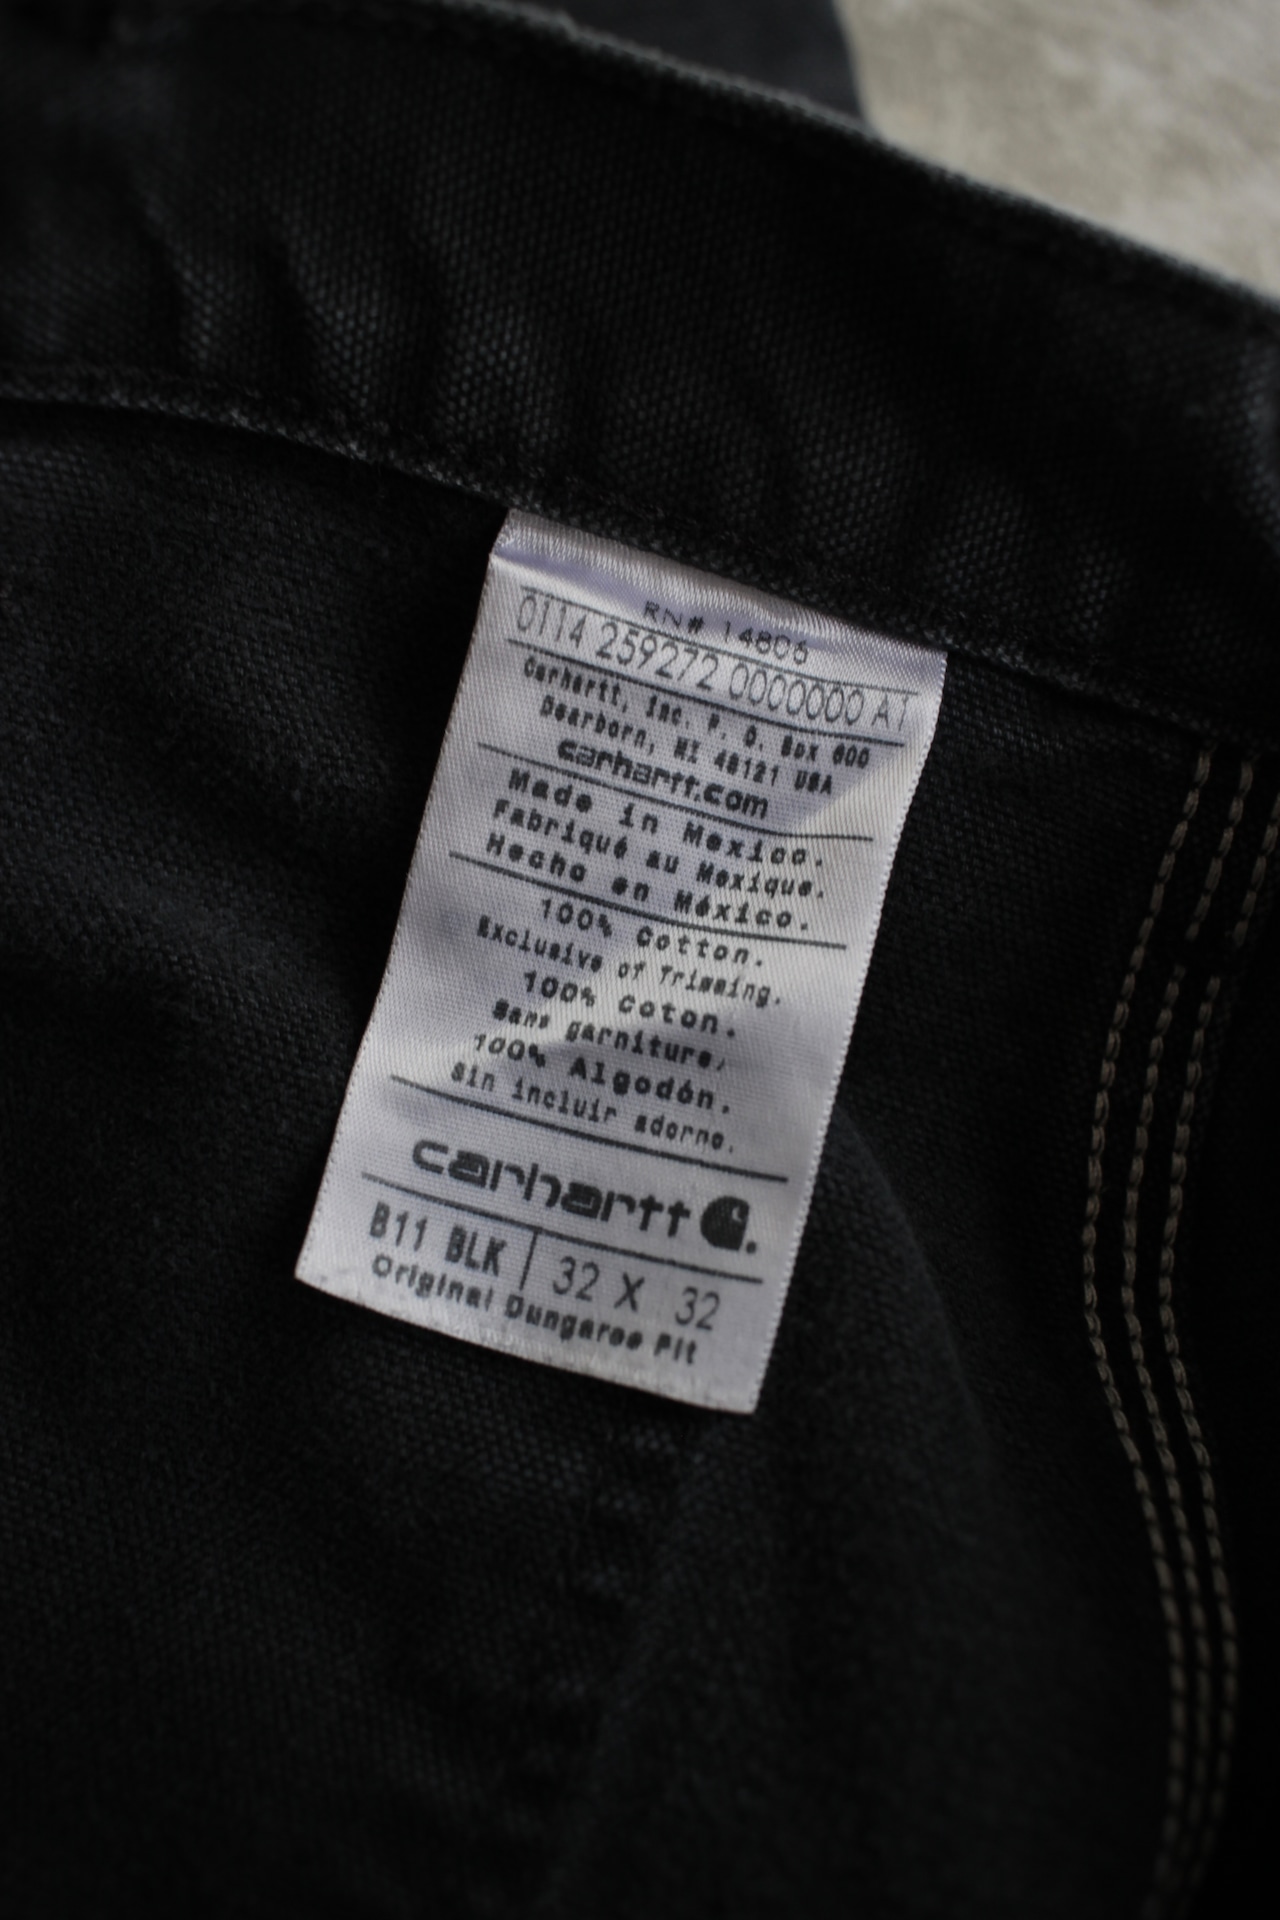 RN# 14806
0114 259272 0000000 AT
Carhartt, Inc. P. O. Box 600
Dearborn, MI 48121 USA
carhartt.com
Made in Mexico.
Fabriqué au Mexique.
Hecho en México.
100% Cotton.
Exclusive of Trimming.
100% Coton.
Sans garniture,
100% Algodón.
sin incluir adorno.
carhartt
B11 BLK 32 X 32
Original Dungaree Fit